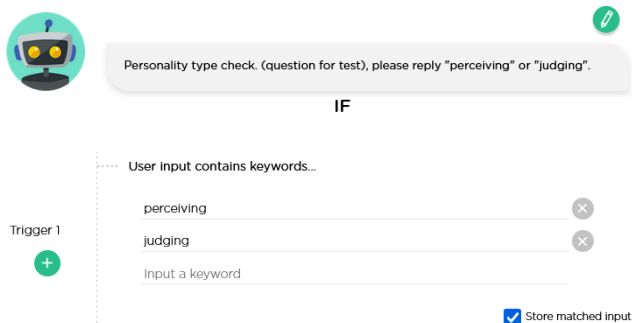 Personality type check. (question for test), please reply "perceiving" or "judging".
IF
User input contains keywords...
perceiving
Trigger 1
judging
Input a keyword
Store matched input